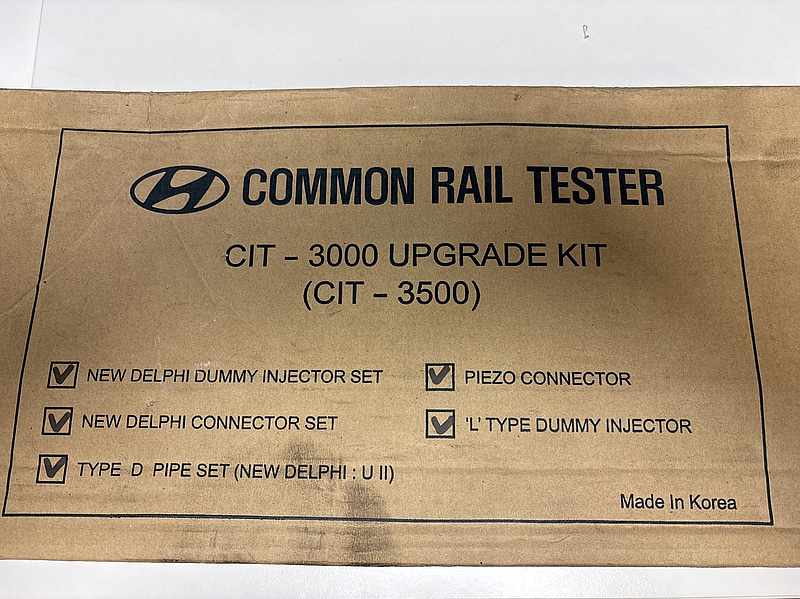 COMMON RAIL TESTER
CIT - 3000 UPGRADE KIT
(CIT - 3500)
NEW DELPHI DUMMY INJECTOR SET
PIEZO CONNECTOR
NEW DELPHI CONNECTOR SET
'L' TYPE DUMMY INJECTOR
TYPE D PIPE SET (NEW DELPHI : U II)
Made In Korea